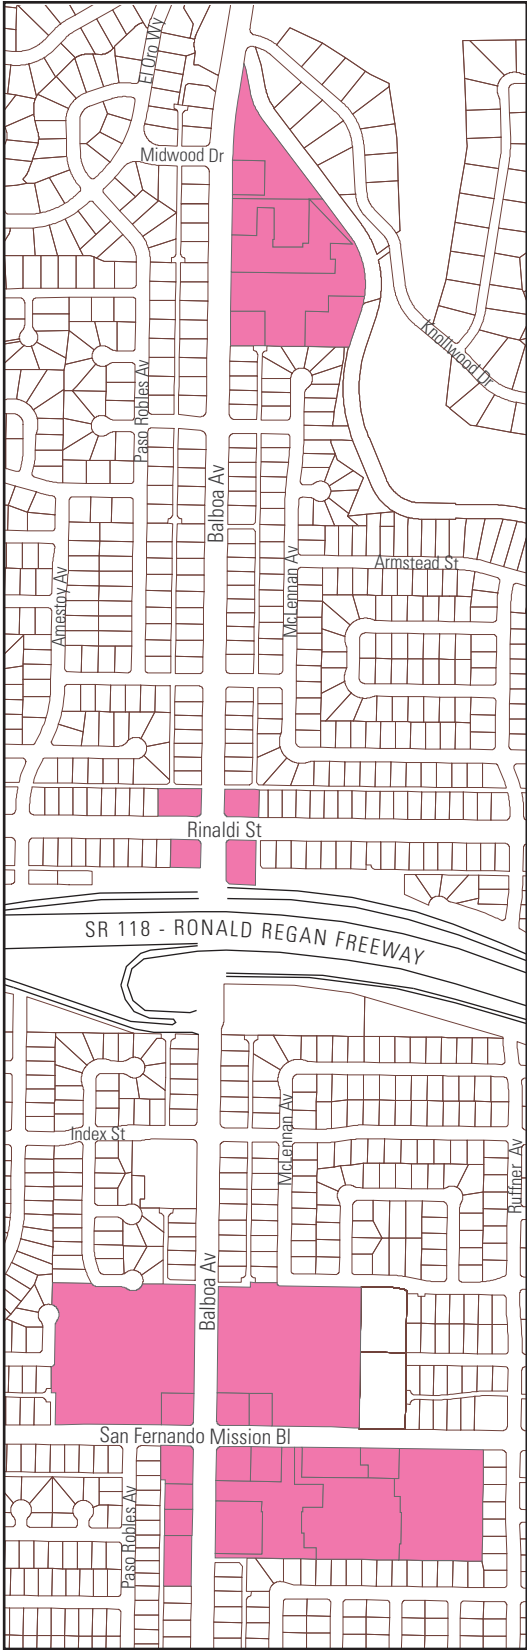 El Oro Wy
Midwood Dr
Knollwood Dr
Paso Robles Av
Balboa Av
McLennan Av
Armstead St
Amestoy Av
Rinaldi St
SR 118 - RONALD REGAN FREEWAY
McLennan Av
Index St
Ruffner Av
Balboa Av
San Fernando Mission Bl
Paso Robles Av